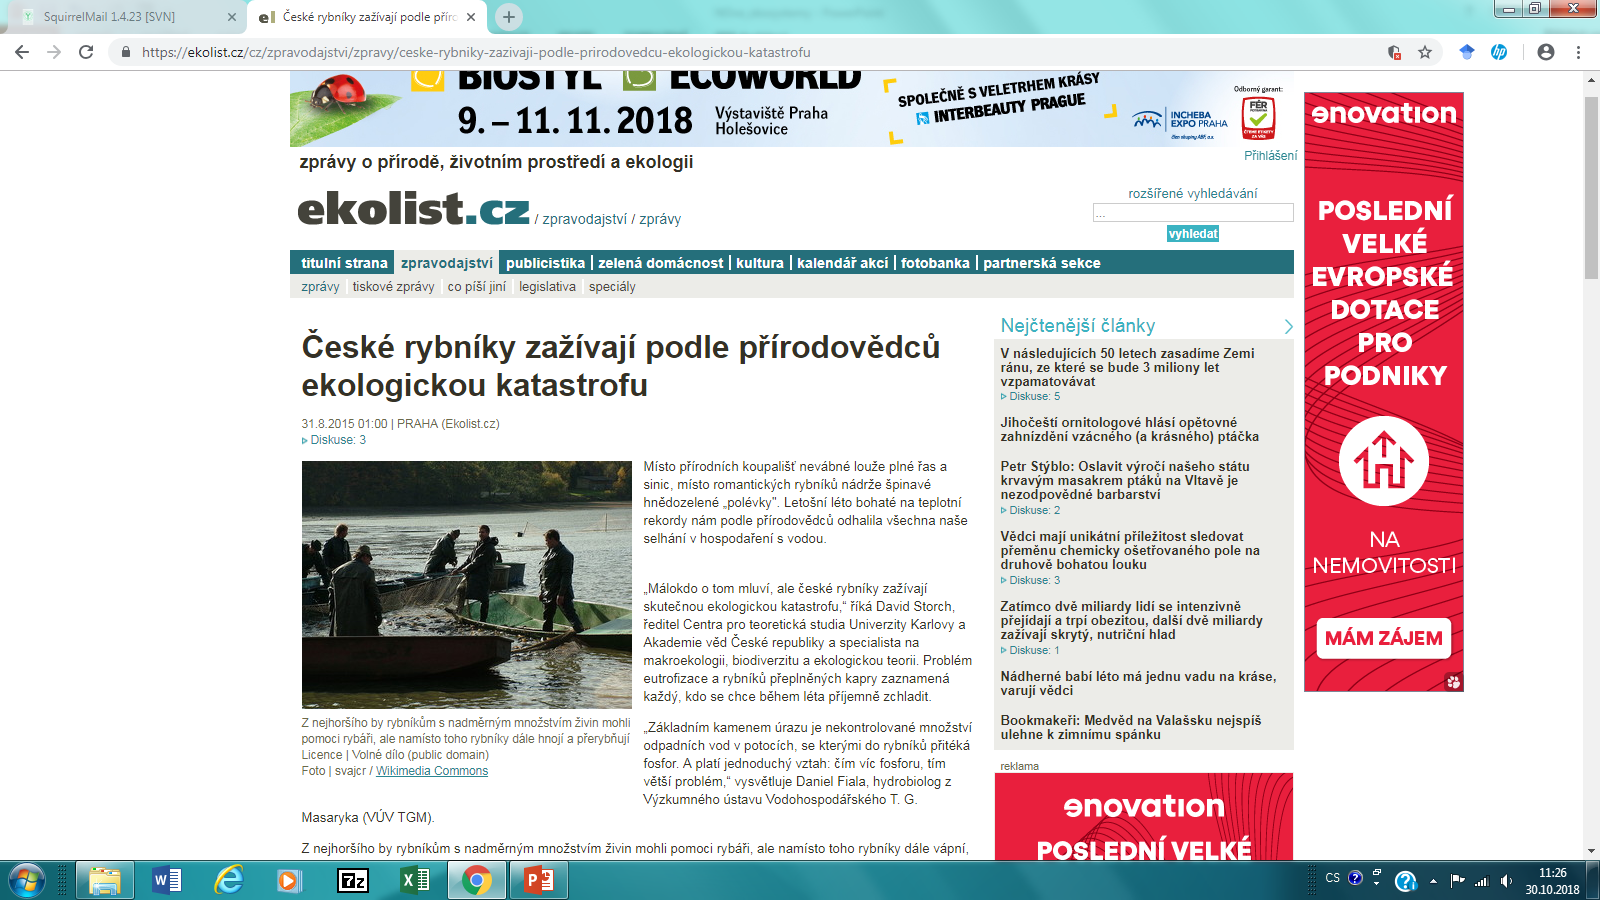 SquirrelMail 1.4.23 [SVN]
České rybníky zažívají podle příro
https://ekolist.cz/cz/zpravodajstvi/zpravy/ceske-rybniky-zazivaji-podle-prirodovedcu-ekologickou-katastrofu
BIOSTYL ECOWORLD
9. – 11. 11. 2018
Výstaviště Praha
Holešovice
SPOLEČNĚ S VELETRHEM KRÁSY
INTERBEAUTY PRAGUE
INCHEBA
EXPO PRAHA
Odborný garant:
FÉR
zprávy o přírodě, životním prostředí a ekologii
Přihlášení
ekolist.cz / zpravodajství / zprávy
rozšířené vyhledávání
...
vyhledat
titulní strana | zpravodajství | publicistika | zelená domácnost | kultura | kalendář akcí | fotobanka | partnerská sekce
zprávy | tiskové zprávy | co píší jiní | legislativa | speciály
České rybníky zažívají podle přírodovědců
ekologickou katastrofu
31.8.2015 01:00 | PRAHA (Ekolist.cz)
Diskuse: 3
Místo přírodních koupališť nevábné louže plné řas a
sinic, místo romantických rybníků nádrže špinavé
hnědozelené „polévky". Letošní léto bohaté na teplotní
rekordy nám podle přírodovědců odhalila všechna naše
selhání v hospodaření s vodou.
„Málokdo o tom mluví, ale české rybníky zažívají
skutečnou ekologickou katastrofu,“ říká David Storch,
ředitel Centra pro teoretická studia Univerzity Karlovy a
Akademie věd České republiky a specialista na
makroekologii, biodiverzitu a ekologickou teorii. Problém
eutrofizace a rybníků přeplněných kapry zaznamená
každý, kdo se chce během léta příjemně zchladit.
Z nejhoršího by rybníkům s nadměrným množstvím živin mohli
pomoci rybáři, ale namísto toho rybníky dále hnojí a přerybňují
Licence | Volné dílo (public domain)
Foto | svajcr / Wikimedia Commons
„Základním kamenem úrazu je nekontrolované množství
odpadních vod v potocích, se kterými do rybníků přitéká
fosfor. A platí jednoduchý vztah: čím víc fosforu, tím
větší problém,“ vysvětluje Daniel Fiala, hydrobiolog z
Výzkumného ústavu Vodohospodářského T. G.
Masaryka (VÚV TGM).
Z nejhoršího by rybníkům s nadměrným množstvím živin mohli pomoci rybáři, ale namísto toho rybníky dále vápní,
Nejčtenější články
V následujících 50 letech zasadíme Zemi
ránu, ze které se bude 3 miliony let
vzpamatovávat
Diskuse: 5
Jihočeští ornitologové hlásí opětovné
zahnízdění vzácného (a krásného) ptáčka
Petr Stýblo: Oslavit výročí našeho státu
krvavým masakrem ptáků na Vltavě je
nezodpovědné barbarství
Diskuse: 2
Vědci mají unikátní příležitost sledovat
přeměnu chemicky ošetřovaného pole na
druhově bohatou louku
Diskuse: 3
Zatímco dvě miliardy lidí se intenzivně
přejídají a trpí obezitou, další dvě miliardy
zažívají skrytý, nutriční hlad
Diskuse: 1
Nádherné babí léto má jednu vadu na kráse,
varují vědci
Bookmakeři: Medvěd na Valašsku nejspíš
ulehne k zimnímu spánku
reklama
enovation
POSLEDNÍ VELKÉ
enovation
POSLEDNÍ
VELKÉ
EVROPSKÉ
DOTACE
PRO
PODNIKY
NA
NEMOVITOSTI
MÁM ZÁJEM
CS
11:26
30.10.2018